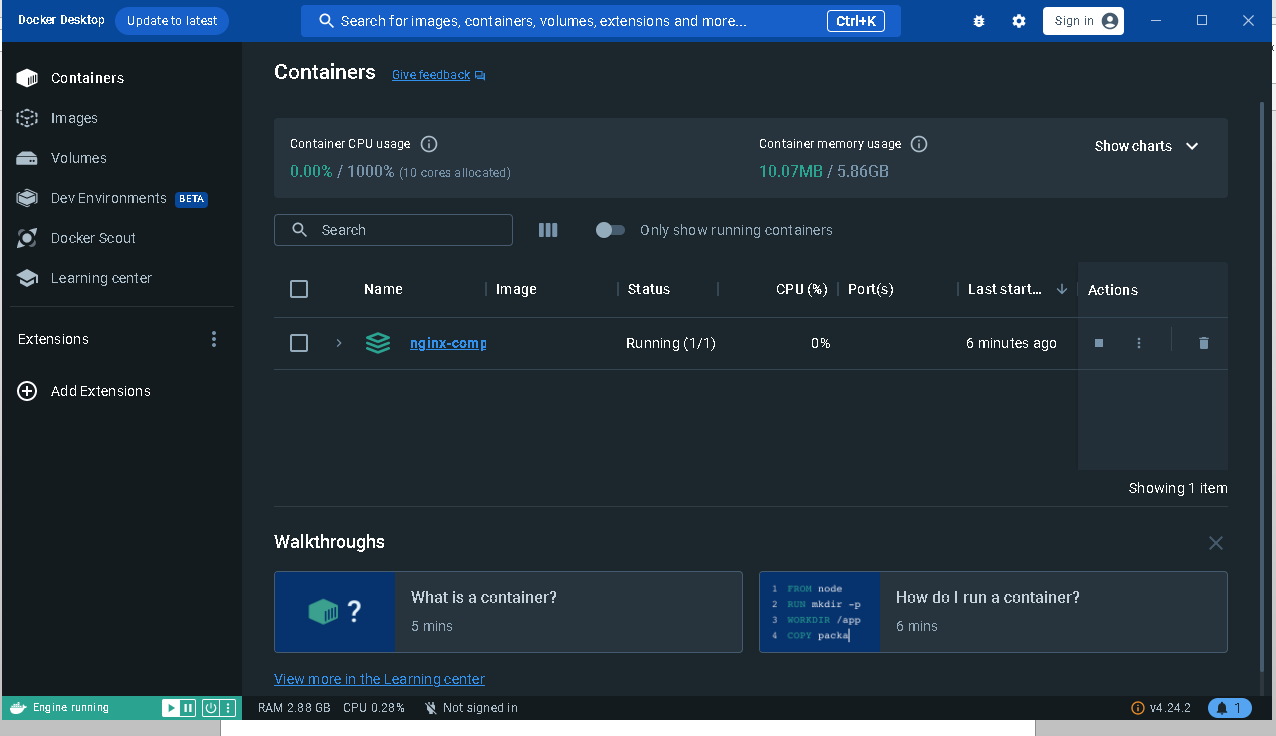 Docker Desktop Update to latest Search for images, containers, volumes, extensions and more... Ctrl+K Sign in
Containers
Images
Volumes
Dev Environments BETA
Docker Scout
Learning center
Extensions
Add Extensions
Containers Give feedback
Container CPU usage
0.00% / 1000% (10 cores allocated)
Container memory usage
10.07MB / 5.86GB
Show charts
Search Only show running containers
Name Image Status CPU (%) Port(s) Last start... Actions
nginx-comp Running (1/1) 0% 6 minutes ago
Showing 1 item
Walkthroughs
?
What is a container?
5 mins
1 FROM node
2 RUN mkdir -p
3 WORKDIR /app
4 COPY packa
How do I run a container?
6 mins
View more in the Learning center
Engine running RAM 2.88 GB CPU 0.28% Not signed in v4.24.2 1